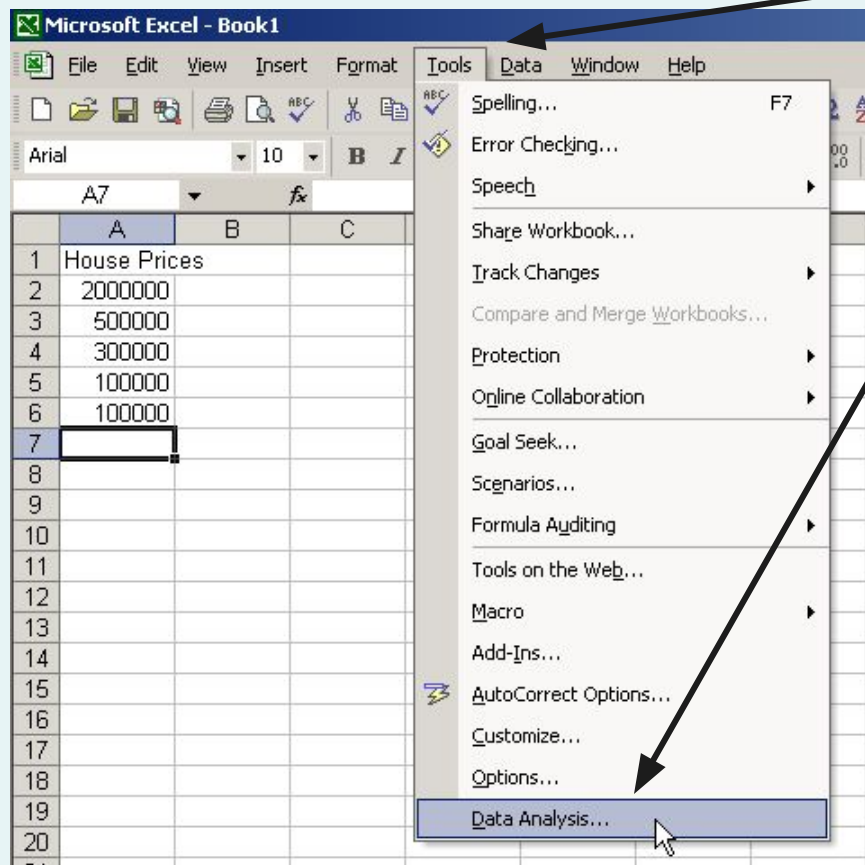 Microsoft Excel - Book1
File Edit View Insert Format Tools Data Window Help
Arial 10 B I
A7 fx
A B C
1 House Prices
2 2000000
3 500000
4 300000
5 100000
6 100000
7
8
9
10
11
12
13
14
15
16
17
18
19
20
Spelling... F7
Error Checking...
Speech
Share Workbook...
Track Changes
Compare and Merge Workbooks...
Protection
Online Collaboration
Goal Seek...
Scenarios...
Formula Auditing
Tools on the Web...
Macro
Add-Ins...
AutoCorrect Options...
Customize...
Options...
Data Analysis...